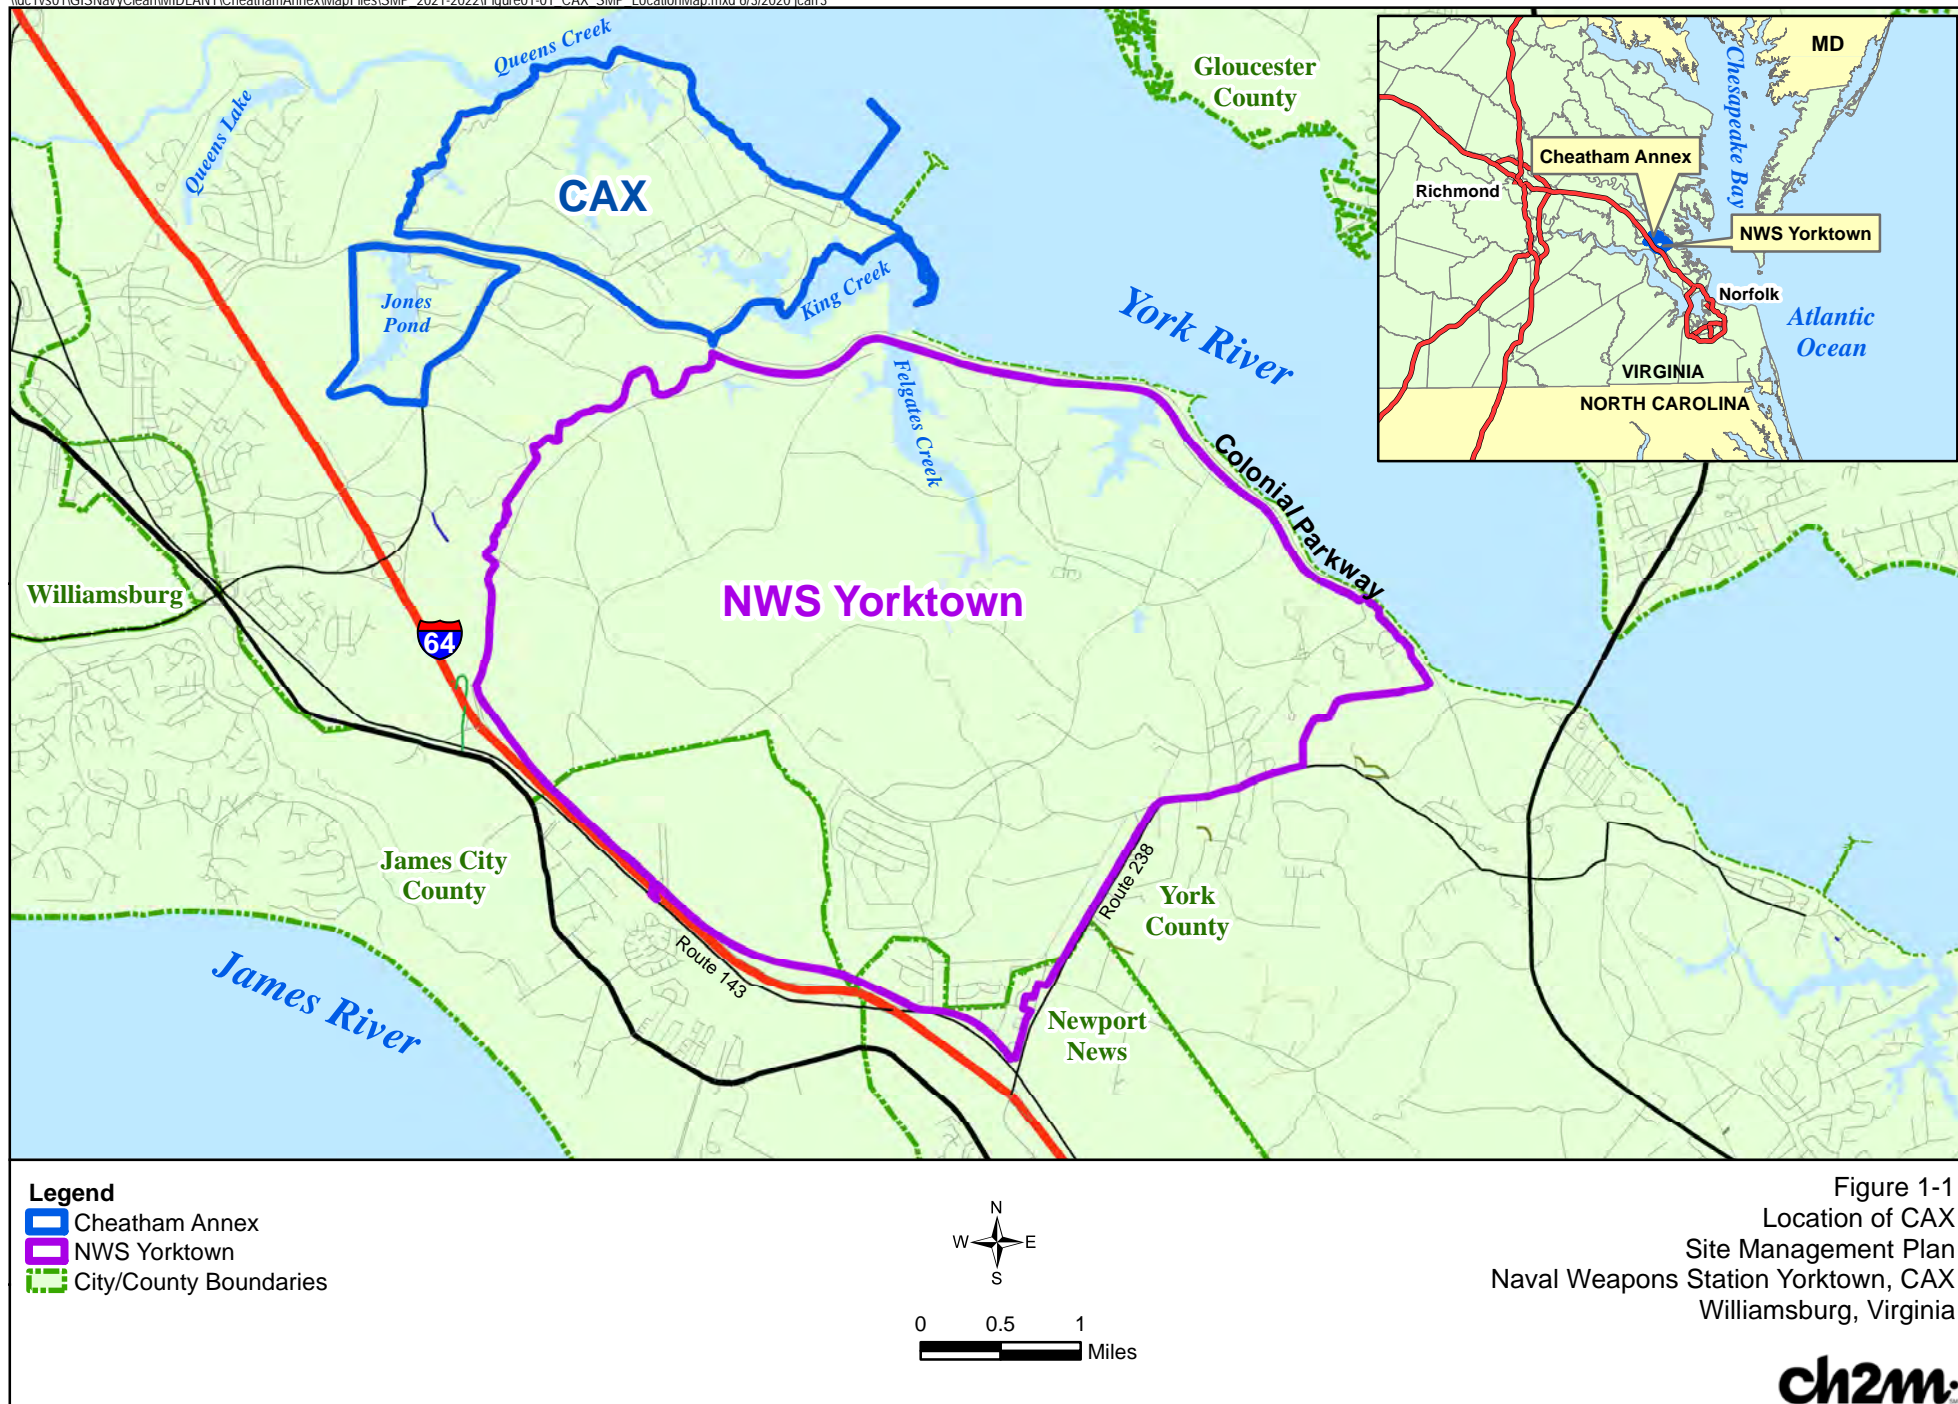 Queens Creek
Queens Lake
CAX
Gloucester
County
Jones
Pond
King Creek
York River
Felgates Creek
Colonial Parkway
NWS Yorktown
Williamsburg
64
James City
County
Route 238
York
County
Route 143
James River
Newport
News
MD
Chesapeake Bay
Cheatham Annex
Richmond
NWS Yorktown
Norfolk
Atlantic
Ocean
VIRGINIA
NORTH CAROLINA
Legend
Cheatham Annex
NWS Yorktown
City/County Boundaries
N
W E
S
0 0.5 1
Miles
Figure 1-1
Location of CAX
Site Management Plan
Naval Weapons Station Yorktown, CAX
Williamsburg, Virginia
ch2m